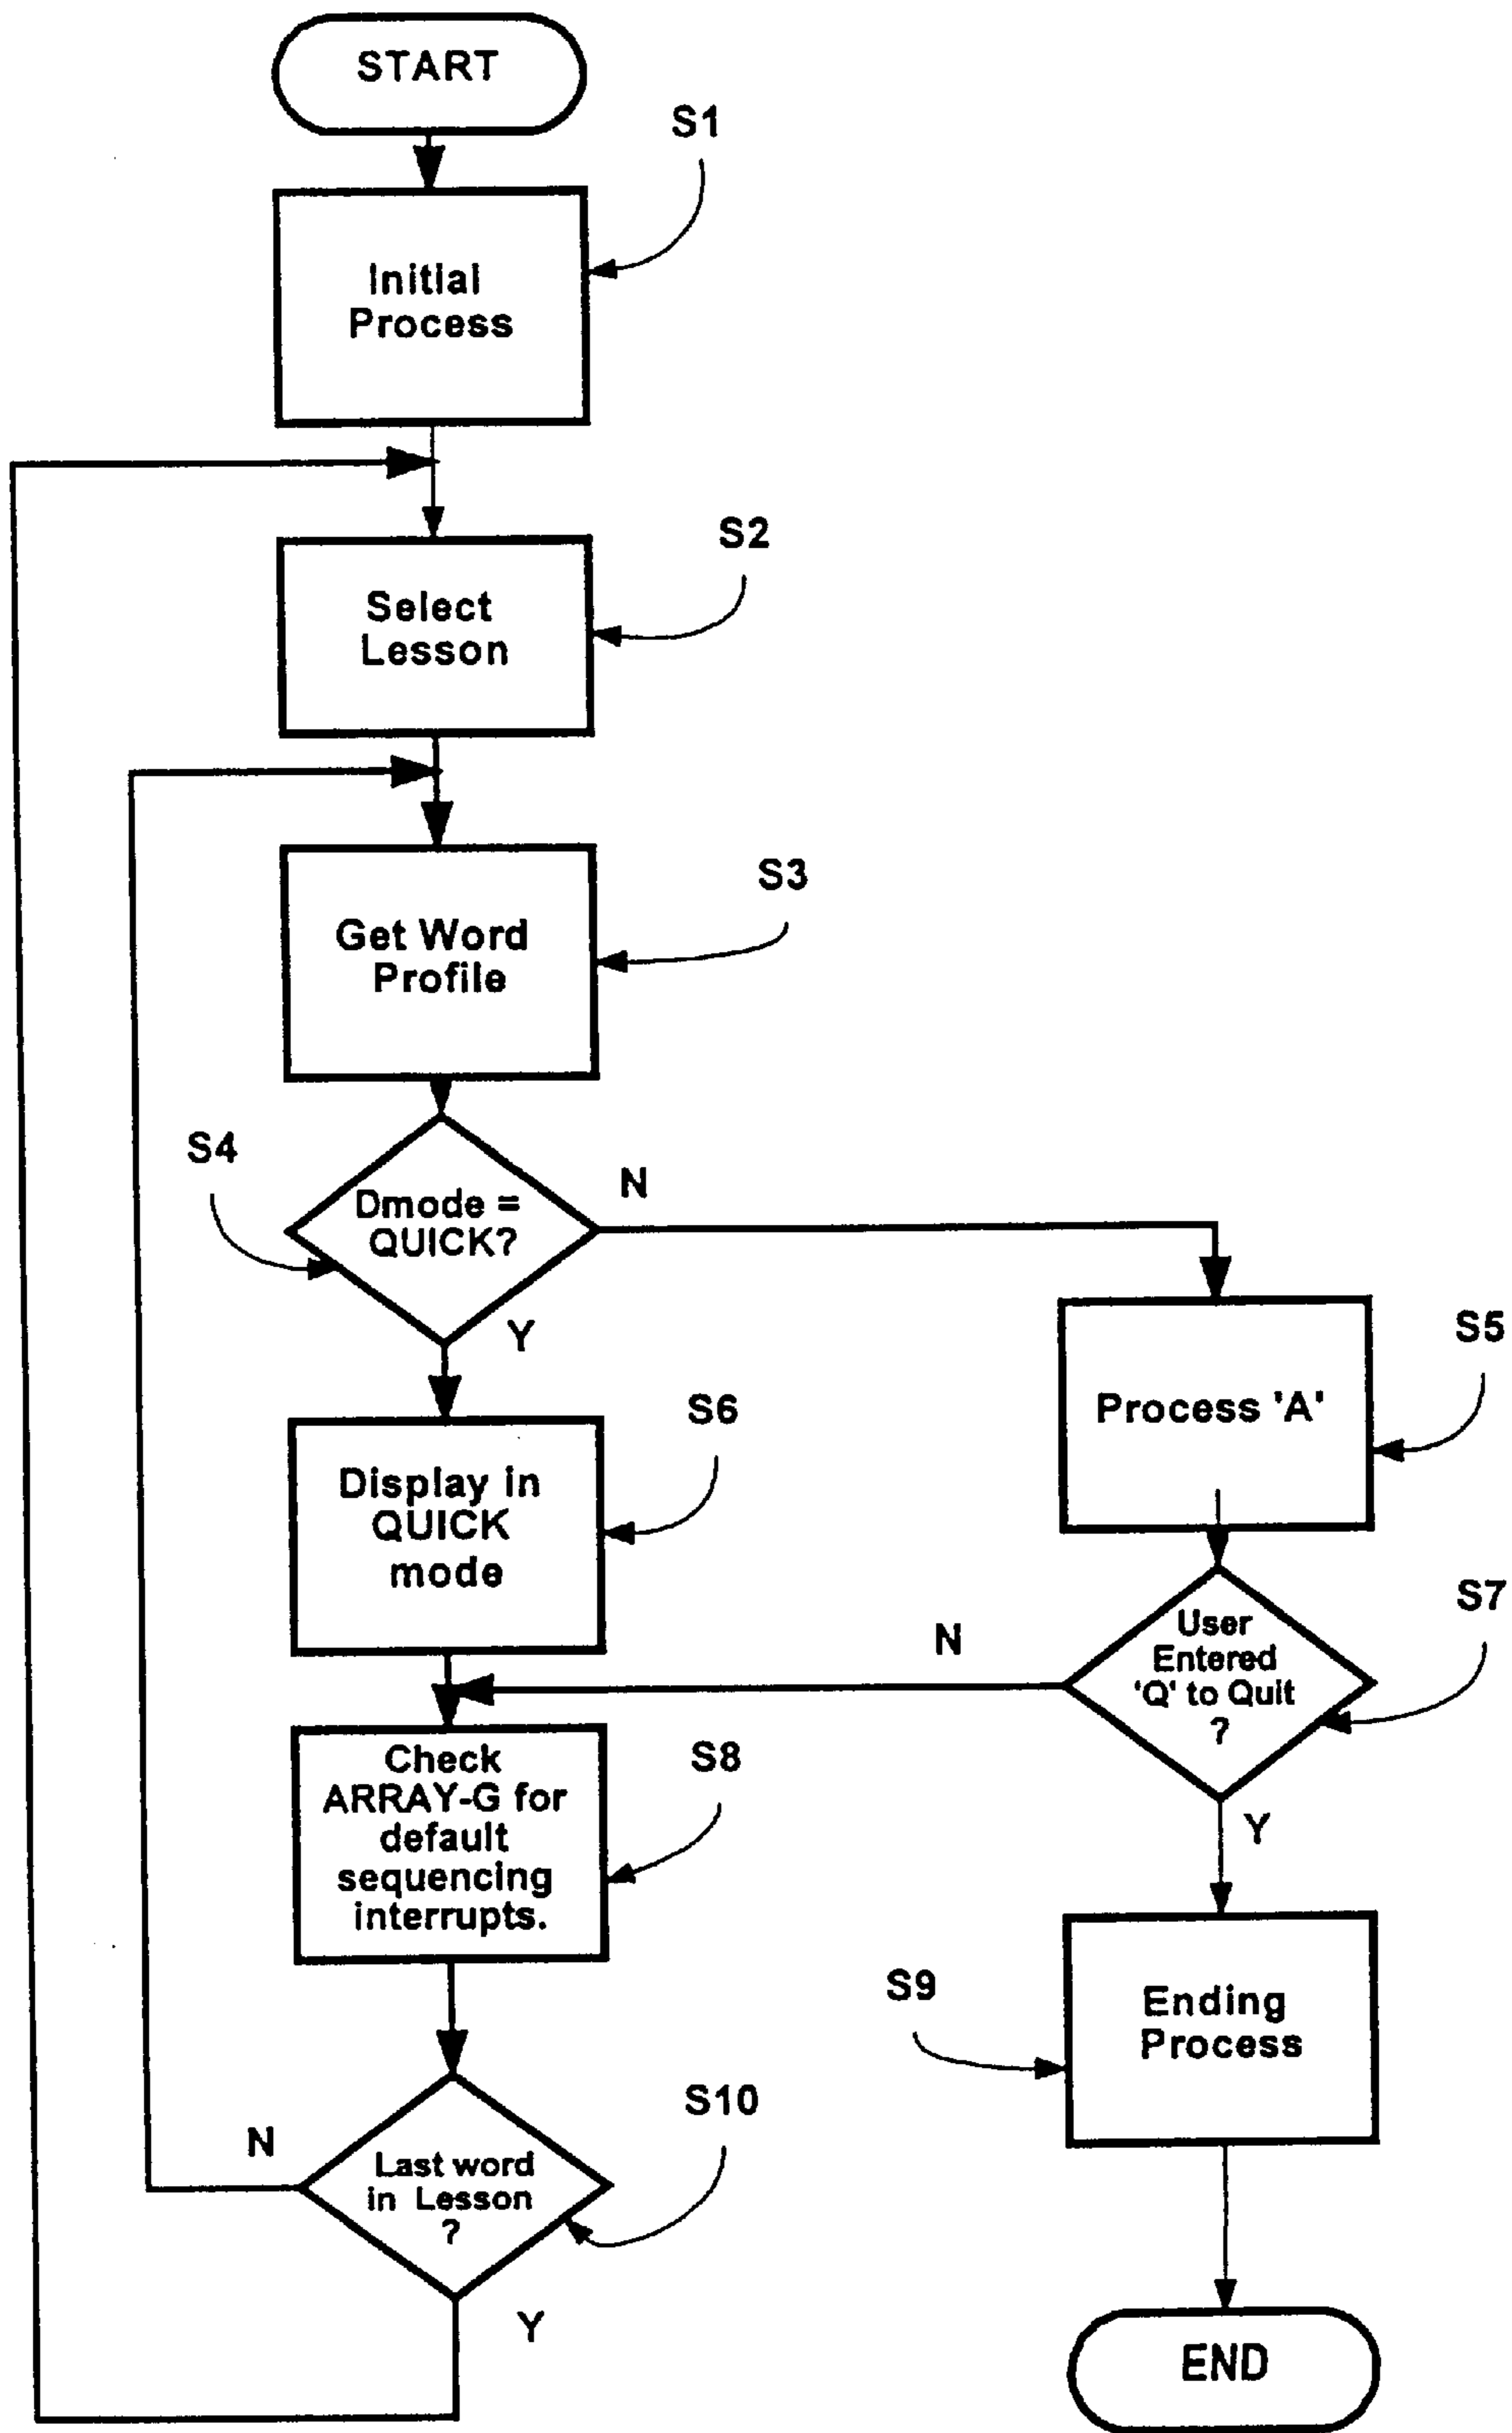 START
S1
Initial
Process
S2
Select
Lesson
S3
Get Word
Profile
S4
Dmode =
QUICK?
N
Y
S5
Process 'A'
S6
Display in
QUICK
mode
S7
User
Entered
'Q' to Quit
?
N
Y
S8
Check
ARRAY-G for
default
sequencing
interrupts.
S9
Ending
Process
S10
Last word
in Lesson
?
N
Y
END